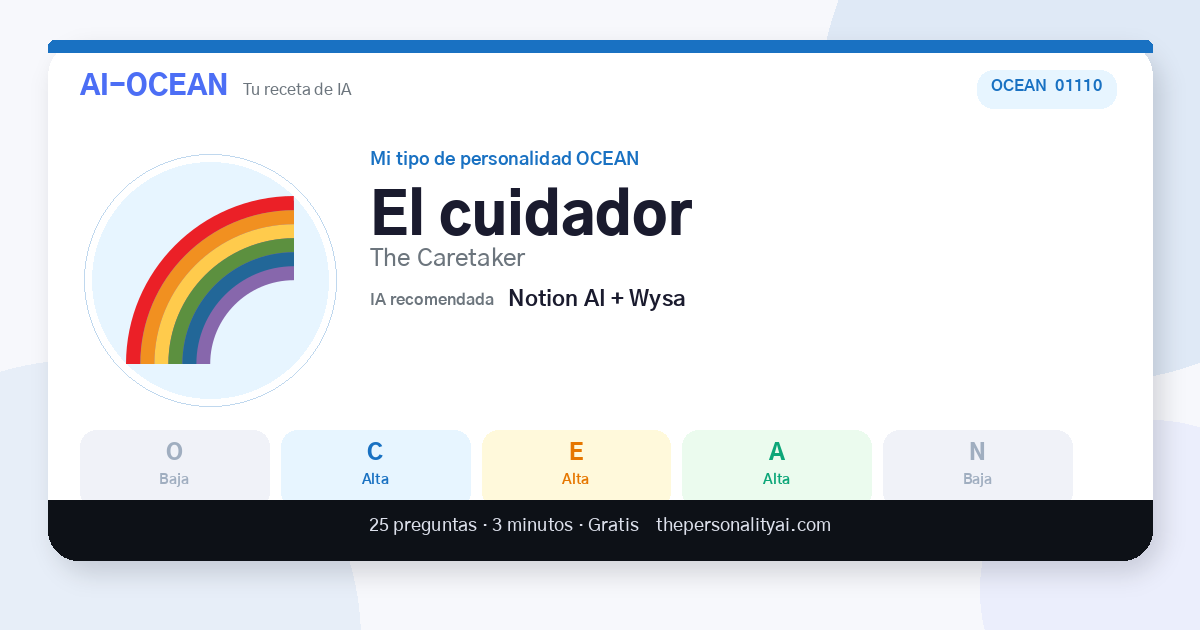 AI-OCEAN Tu receta de IA
OCEAN 01110
Mi tipo de personalidad OCEAN
El cuidador
The Caretaker
IA recomendada Notion AI + Wysa
O
Baja
C
Alta
E
Alta
A
Alta
N
Baja
25 preguntas · 3 minutos · Gratis thepersonalityai.com